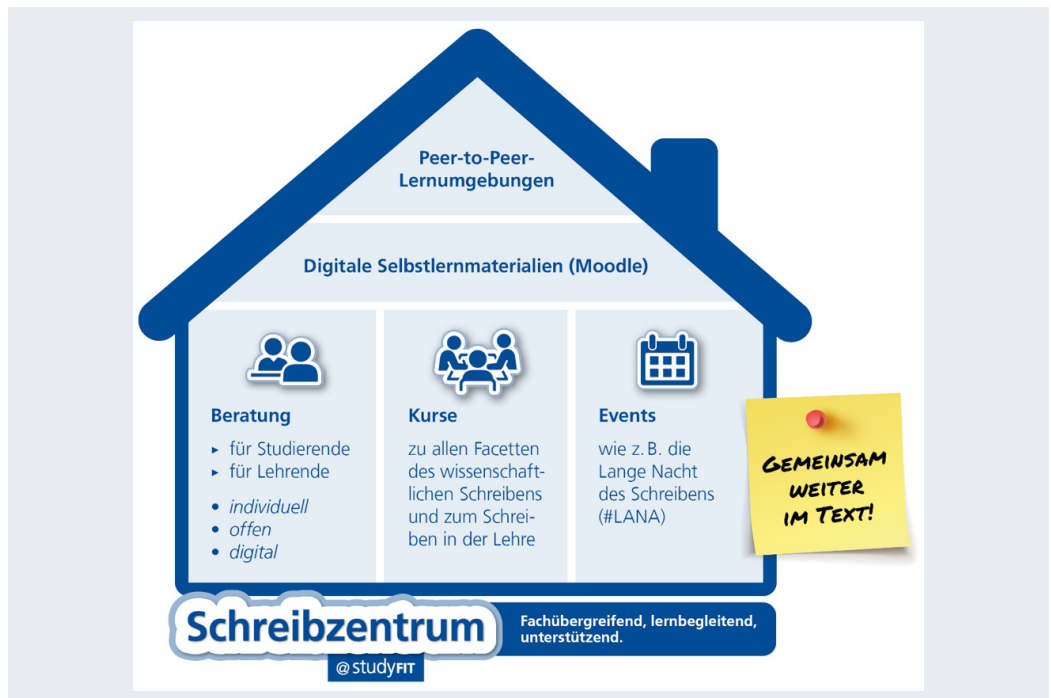 Peer-to-Peer-
Lernumgebungen
Digitale Selbstlernmaterialien (Moodle)
Beratung
▸ für Studierende
▸ für Lehrende
• individuell
• offen
• digital
Kurse
zu allen Facetten
des wissenschaft-
lichen Schreibens
und zum Schrei-
ben in der Lehre
Events
wie z. B. die
Lange Nacht
des Schreibens
(#LANA)
GEMEINSAM
WEITER
IM TEXT!
Schreibzentrum
Fachübergreifend, lernbegleitend,
unterstützend.
@studyFIT